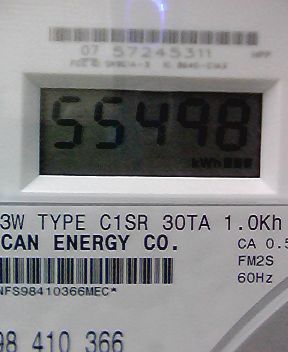 07 57245311
55498
kWh
3W TYPE C1SR 30TA 1.0Kh
CAN ENERGY CO.
CA 0.5
FM2S
60Hz
NFS98410366MEC*
98 410 366